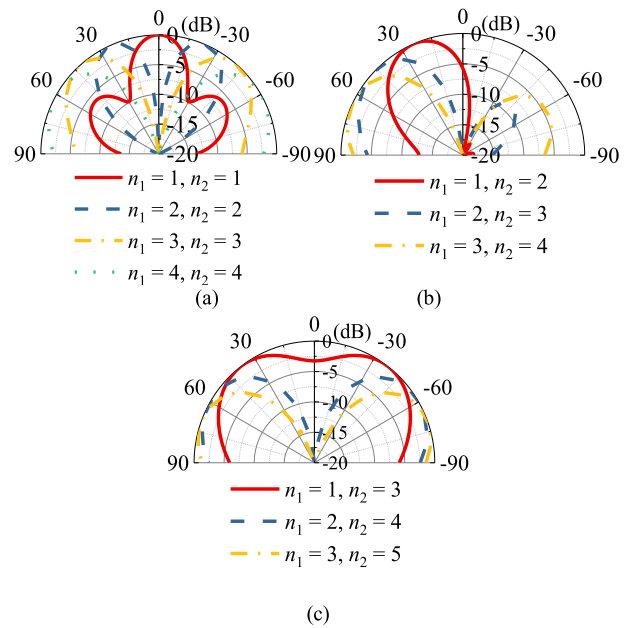 0
(dB)
30
-30
60
-60
90
-90
0
-5
-10
-15
-20
n1 = 1, n2 = 1
n1 = 2, n2 = 2
n1 = 3, n2 = 3
n1 = 4, n2 = 4
(a)
0
(dB)
30
-30
60
-60
90
-90
0
-5
-10
-15
-20
n1 = 1, n2 = 2
n1 = 2, n2 = 3
n1 = 3, n2 = 4
(b)
0
(dB)
30
-30
60
-60
90
-90
0
-5
-10
-15
-20
n1 = 1, n2 = 3
n1 = 2, n2 = 4
n1 = 3, n2 = 5
(c)